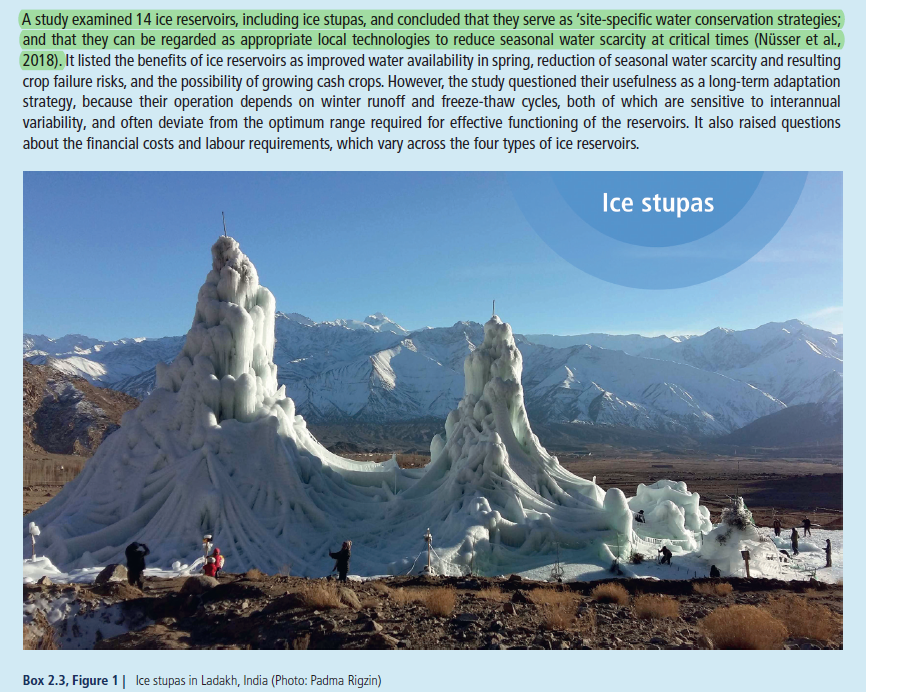 A study examined 14 ice reservoirs, including ice stupas, and concluded that they serve as ‘site-specific water conservation strategies;
and that they can be regarded as appropriate local technologies to reduce seasonal water scarcity at critical times (Nüsser et al.,
2018). It listed the benefits of ice reservoirs as improved water availability in spring, reduction of seasonal water scarcity and resulting
crop failure risks, and the possibility of growing cash crops. However, the study questioned their usefulness as a long-term adaptation
strategy, because their operation depends on winter runoff and freeze-thaw cycles, both of which are sensitive to interannual
variability, and often deviate from the optimum range required for effective functioning of the reservoirs. It also raised questions
about the financial costs and labour requirements, which vary across the four types of ice reservoirs.
Ice stupas
Box 2.3, Figure 1 | Ice stupas in Ladakh, India (Photo: Padma Rigzin)